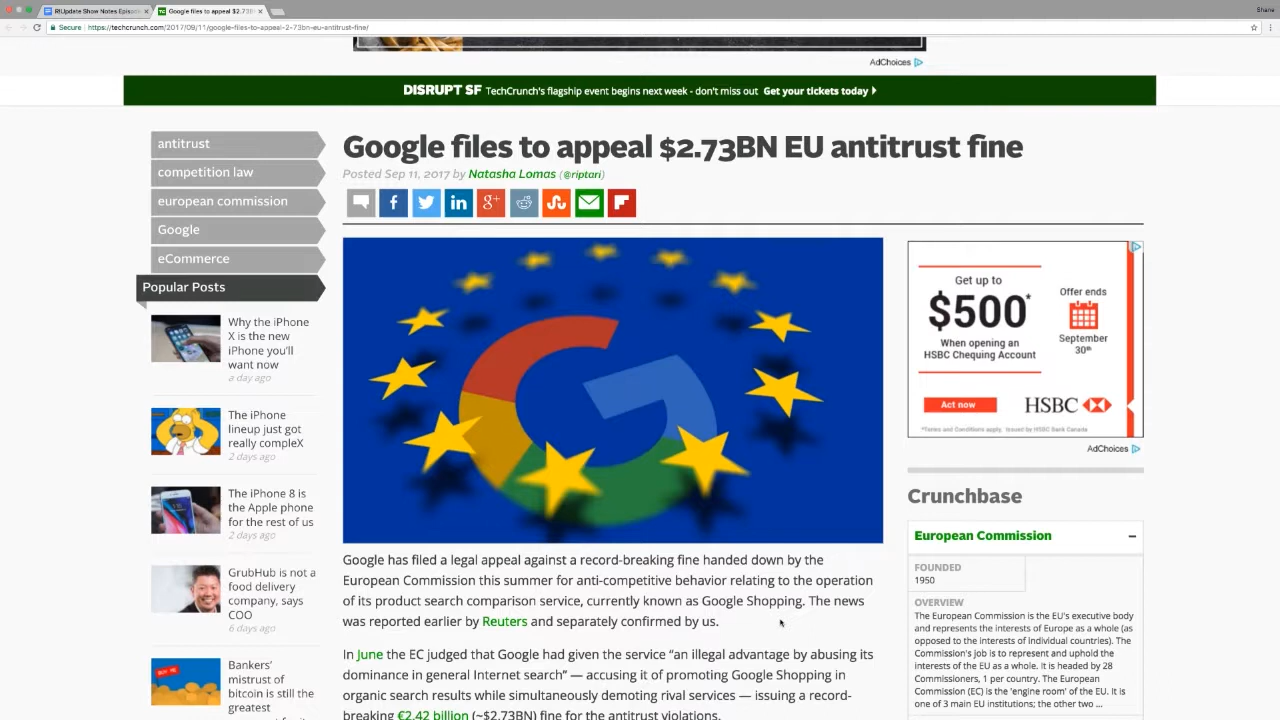 RIUpdate Show Notes Episode
Google files to appeal $2.73B
Share
Secure
https://techcrunch.com/2017/09/11/google-files-to-appeal-2-73bn-eu-antitrust-fine/
AdChoices
DISRUPT SF TechCrunch's flagship event begins next week - don't miss out Get your tickets today
antitrust
competition law
european commission
Google
eCommerce
Popular Posts
Why the iPhone
X is the new
iPhone you'll
want now
a day ago
The iPhone
lineup just got
really compleX
2 days ago
The iPhone 8 is
the Apple phone
for the rest of us
2 days ago
GrubHub is not a
food delivery
company, says
COO
6 days ago
Bankers'
mistrust of
bitcoin is still the
greatest
Google files to appeal $2.73BN EU antitrust fine
Posted Sep 11, 2017 by Natasha Lomas (@riptari)
Google has filed a legal appeal against a record-breaking fine handed down by the
European Commission this summer for anti-competitive behavior relating to the operation
of its product search comparison service, currently known as Google Shopping. The news
was reported earlier by Reuters and separately confirmed by us.
In June the EC judged that Google had given the service “an illegal advantage by abusing its
dominance in general Internet search” — accusing it of promoting Google Shopping in
organic search results while simultaneously demoting rival services — issuing a record-
breaking €2.42 billion (~$2.73BN) fine for the antitrust violations.
Get up to
$500*
When opening an
HSBC Chequing Account
Offer ends
September
30th
Act now
HSBC
*Terms and Conditions apply. Issued by HSBC Bank Canada
AdChoices
Crunchbase
European Commission
FOUNDED
1950
OVERVIEW
The European Commission is the EU's executive body
and represents the interests of Europe as a whole (as
opposed to the interests of individual countries). The
Commission's job is to represent and uphold the
interests of the EU as a whole. It is headed by 28
Commissioners, 1 per country. The European
Commission (EC) is the 'engine room' of the EU. It is
one of 3 main EU institutions; the other two ...